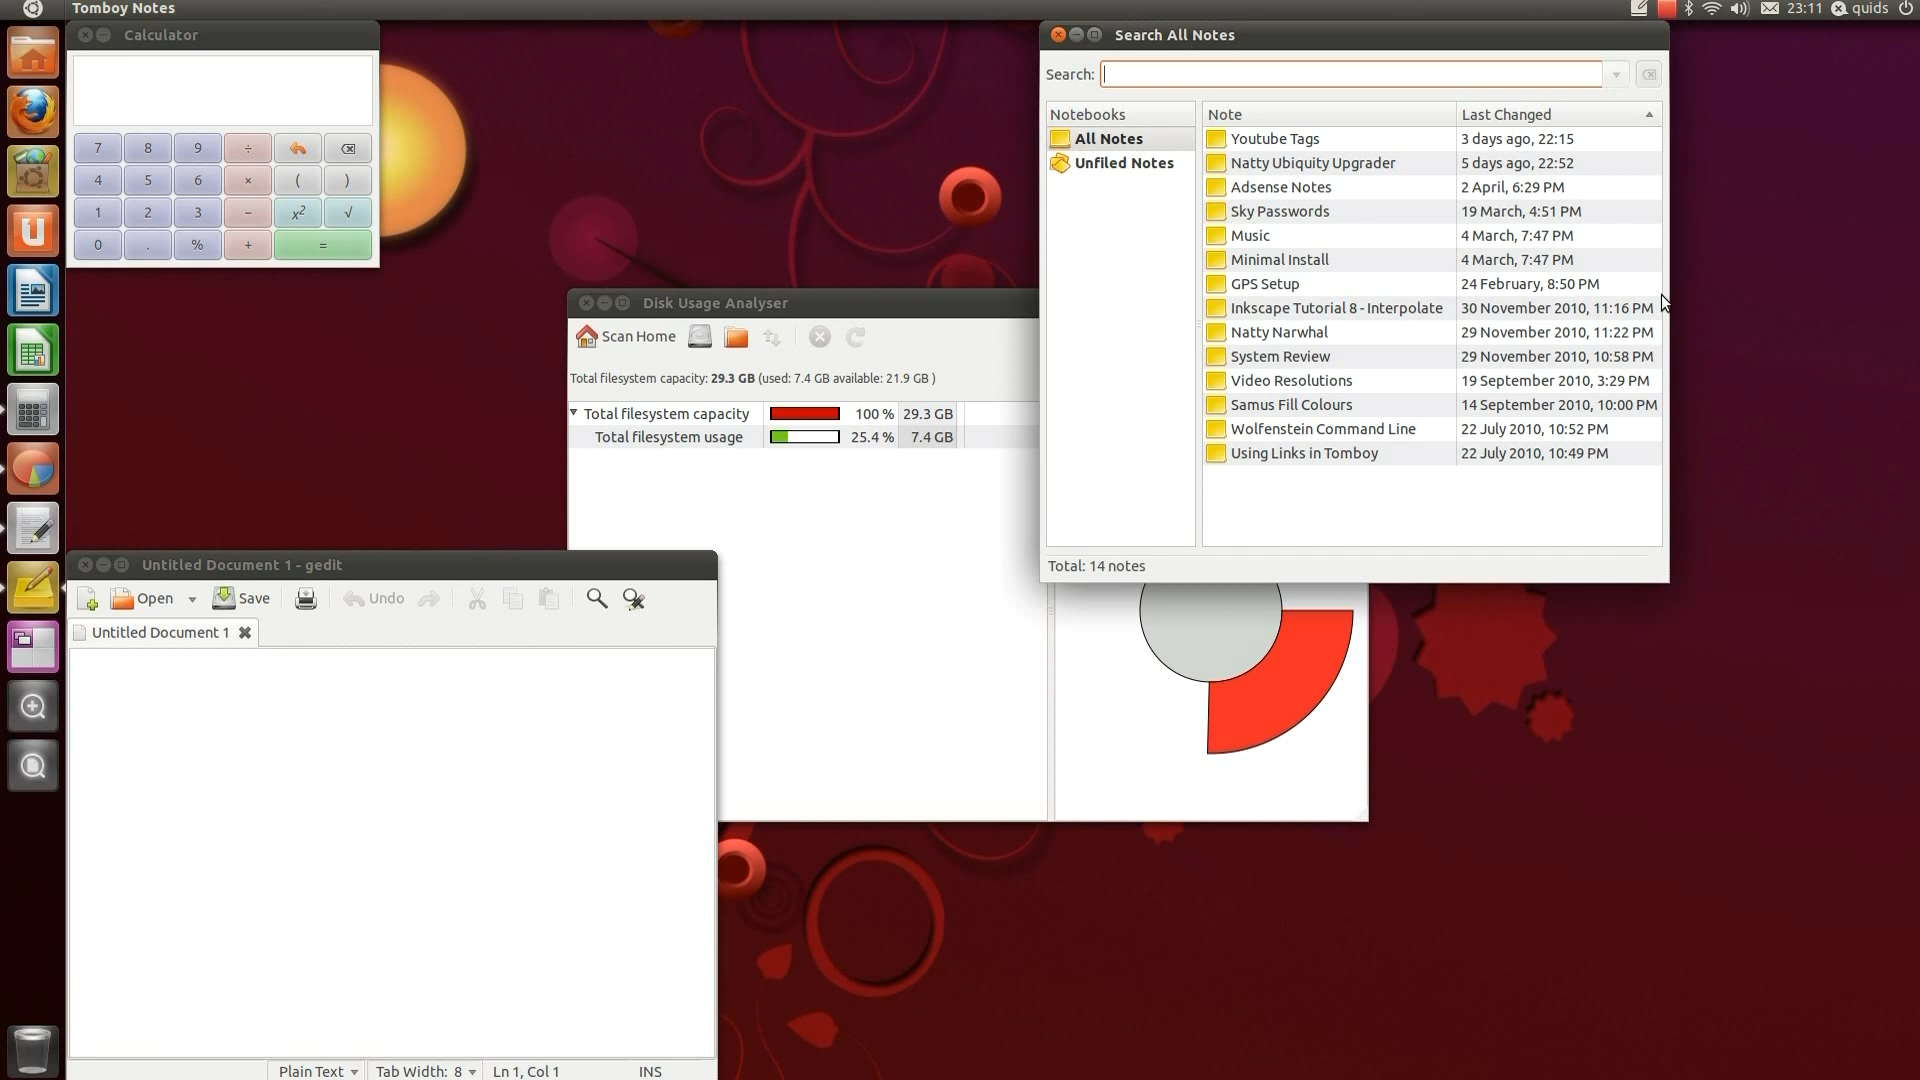 Tomboy Notes
23:11 quids
Calculator
7 8 9 ÷
4 5 6 × ( )
1 2 3 − x² √
0 . % + =
Search All Notes
Search:
Notebooks
All Notes
Unfiled Notes
Note Last Changed
Youtube Tags 3 days ago, 22:15
Natty Ubiquity Upgrader 5 days ago, 22:52
Adsense Notes 2 April, 6:29 PM
Sky Passwords 19 March, 4:51 PM
Music 4 March, 7:47 PM
Minimal Install 4 March, 7:47 PM
GPS Setup 24 February, 8:50 PM
Inkscape Tutorial 8 - Interpolate 30 November 2010, 11:16 PM
Natty Narwhal 29 November 2010, 11:22 PM
System Review 29 November 2010, 10:58 PM
Video Resolutions 19 September 2010, 3:29 PM
Samus Fill Colours 14 September 2010, 10:00 PM
Wolfenstein Command Line 22 July 2010, 10:52 PM
Using Links in Tomboy 22 July 2010, 10:49 PM
Total: 14 notes
Disk Usage Analyser
Scan Home
Total filesystem capacity: 29.3 GB (used: 7.4 GB available: 21.9 GB )
Total filesystem capacity 100 % 29.3 GB
Total filesystem usage 25.4 % 7.4 GB
Untitled Document 1 - gedit
Open Save Undo
Untitled Document 1
Plain Text Tab Width: 8 Ln 1, Col 1 INS